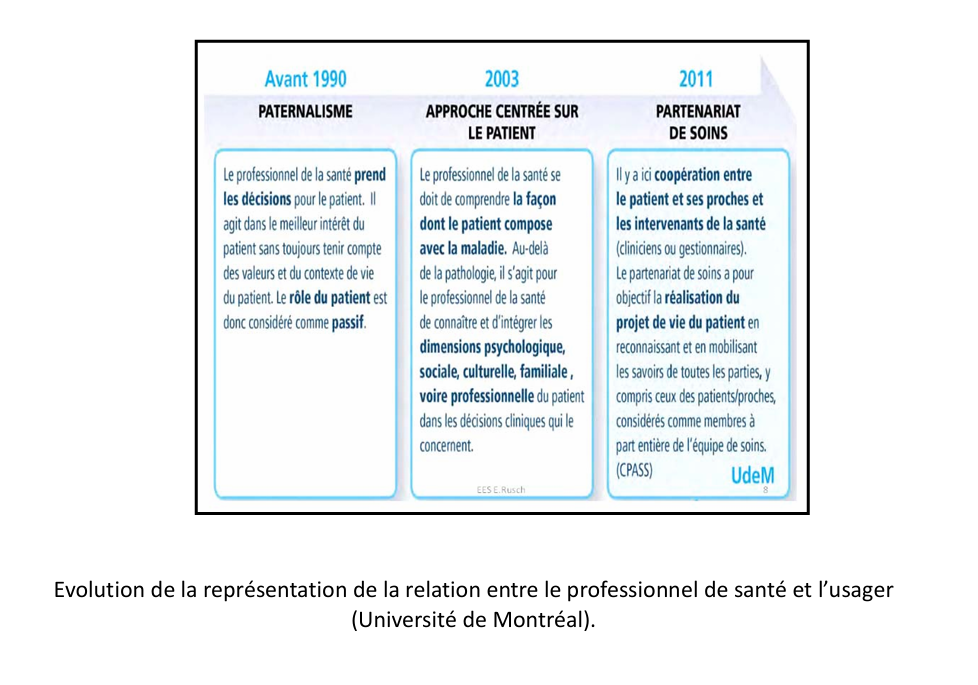 Avant 1990
PATERNALISME
Le professionnel de la santé prend
les décisions pour le patient. Il
agit dans le meilleur intérêt du
patient sans toujours tenir compte
des valeurs et du contexte de vie
du patient. Le rôle du patient est
donc considéré comme passif.
2003
APPROCHE CENTRÉE SUR
LE PATIENT
Le professionnel de la santé se
doit de comprendre la façon
dont le patient compose
avec la maladie. Au-delà
de la pathologie, il s'agit pour
le professionnel de la santé
de connaître et d'intégrer les
dimensions psychologique,
sociale, culturelle, familiale ,
voire professionnelle du patient
dans les décisions cliniques qui le
concernent.
EES E.Rusch
2011
PARTENARIAT
DE SOINS
Il y a ici coopération entre
le patient et ses proches et
les intervenants de la santé
(cliniciens ou gestionnaires).
Le partenariat de soins a pour
objectif la réalisation du
projet de vie du patient en
reconnaissant et en mobilisant
les savoirs de toutes les parties, y
compris ceux des patients/proches,
considérés comme membres à
part entière de l'équipe de soins.
(CPASS)
UdeM
8
Evolution de la représentation de la relation entre le professionnel de santé et l'usager
(Université de Montréal).